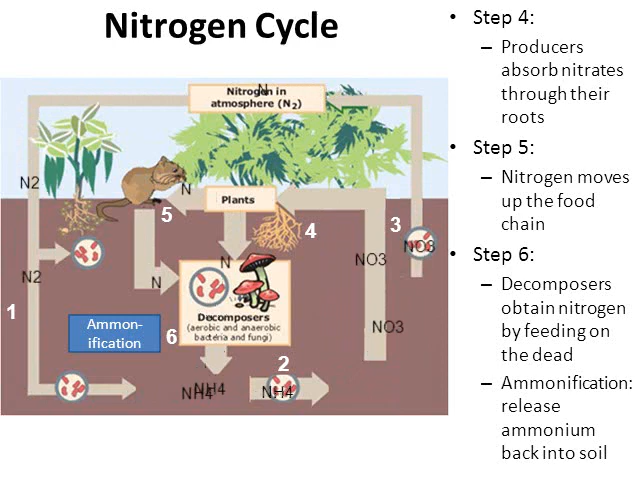 Nitrogen Cycle
Nitrogen in
atmosphere (N₂)
N
N2
N
Plants
5
4
3
NO3
NO3
N2
N
N
1
Ammon-
ification
6
Decomposers
(aerobic and anaerobic
bacteria and fungi)
NO3
2
NH4
NH4
NH4
• Step 4:
– Producers
absorb nitrates
through their
roots
• Step 5:
– Nitrogen moves
up the food
chain
• Step 6:
– Decomposers
obtain nitrogen
by feeding on
the dead
– Ammonification:
release
ammonium
back into soil